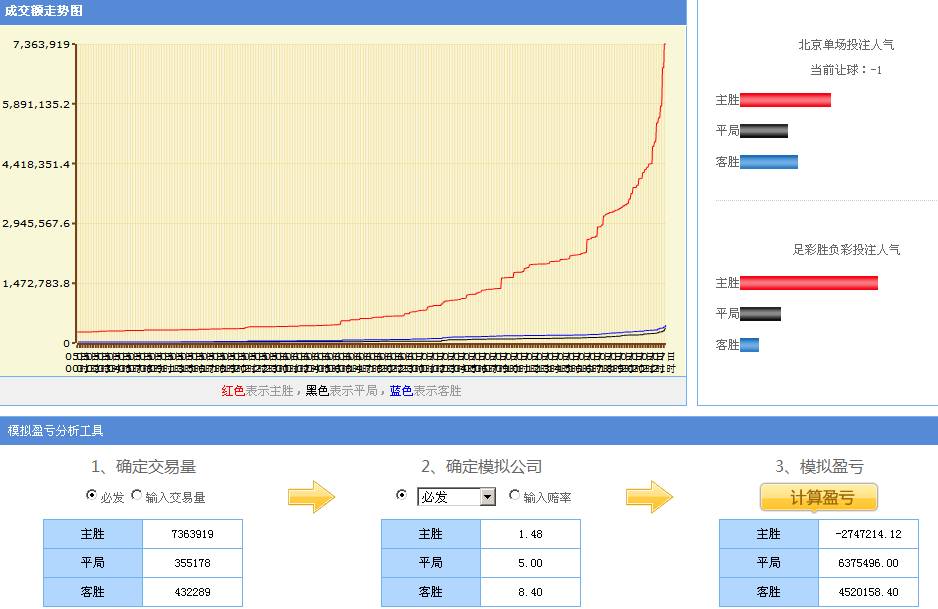 成交额走势图
7,363,919
5,891,135.2
4,418,351.4
2,945,567.6
1,472,783.8
0
红色表示主胜，黑色表示平局，蓝色表示客胜
北京单场投注人气
当前让球：-1
主胜
平局
客胜
足彩胜负彩投注人气
主胜
平局
客胜
模拟盈亏分析工具
1、确定交易量
必发 输入交易量
主胜 7363919
平局 355178
客胜 432289
2、确定模拟公司
必发 输入赔率
主胜 1.48
平局 5.00
客胜 8.40
3、模拟盈亏
计算盈亏
主胜 -2747214.12
平局 6375496.00
客胜 4520158.40